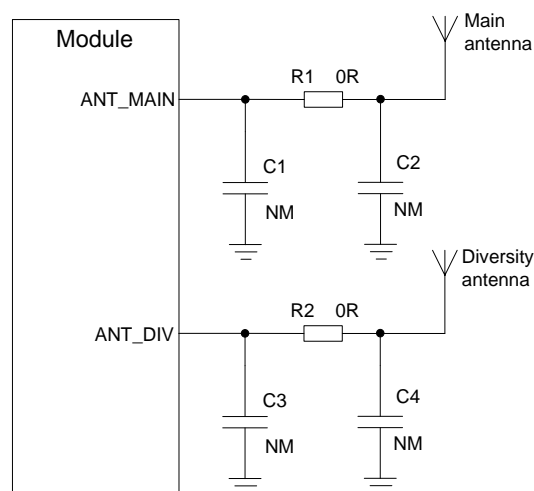 Module
Main
antenna
R1 0R
ANT_MAIN
C1
C2
NM
NM
Diversity
antenna
R2 0R
ANT_DIV
C3
C4
NM
NM